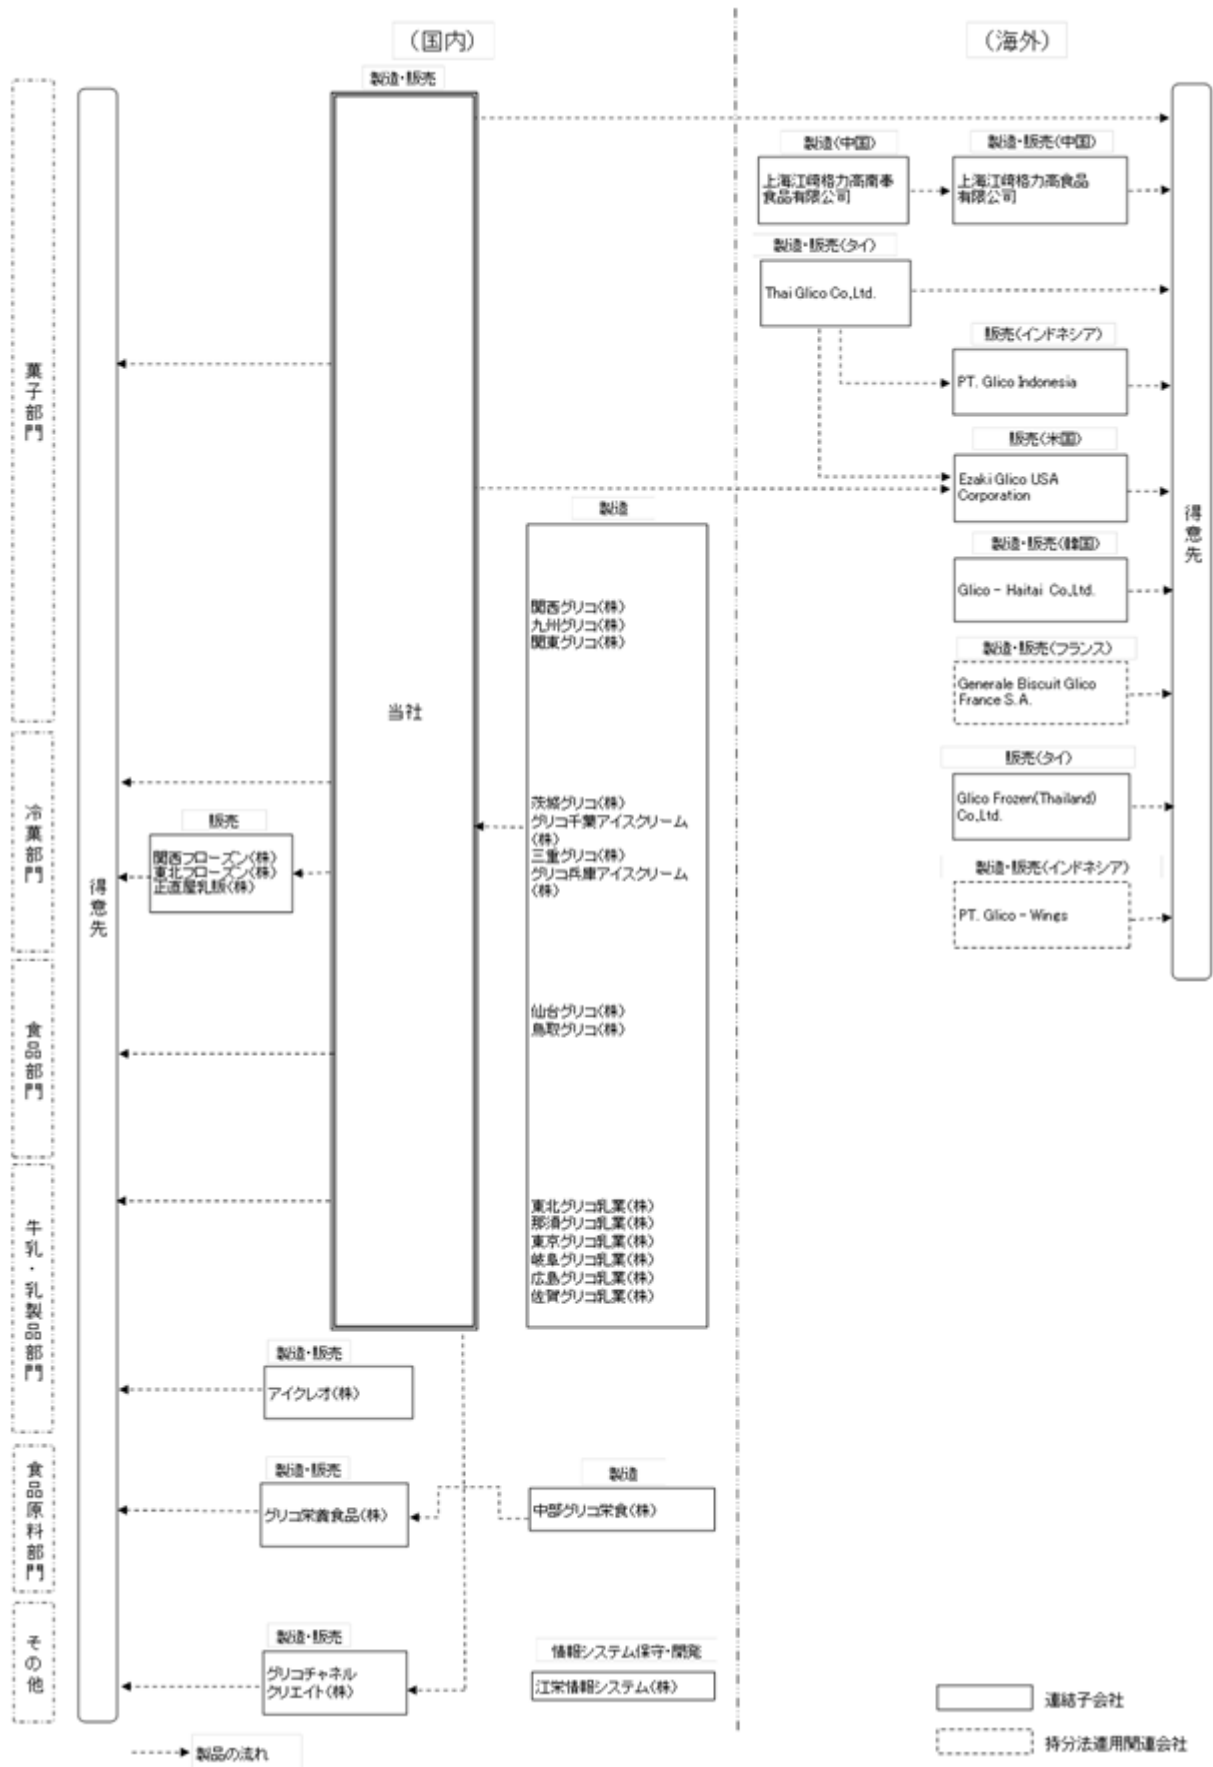 (国内)
(海外)
製造・販売
当社
菓子部門
冷菓部門
食品部門
牛乳・乳製品部門
食品原料部門
その他
得意先
販売
関西フローズン(株)
東北フローズン(株)
正直屋乳販(株)
製造
関西グリコ(株)
九州グリコ(株)
関東グリコ(株)
茨城グリコ(株)
グリコ千葉アイスクリーム
(株)
三重グリコ(株)
グリコ兵庫アイスクリーム
(株)
仙台グリコ(株)
鳥取グリコ(株)
東北グリコ乳業(株)
那須グリコ乳業(株)
東京グリコ乳業(株)
岐阜グリコ乳業(株)
広島グリコ乳業(株)
佐賀グリコ乳業(株)
製造・販売
アイクレオ(株)
製造・販売
グリコ栄養食品(株)
製造
中部グリコ栄食(株)
製造・販売
グリコチャネル
クリエイト(株)
情報システム保守・開発
江栄情報システム(株)
製造(中国)
上海江崎格力高南奉
食品有限公司
製造・販売(中国)
上海江崎格力高食品
有限公司
製造・販売(タイ)
Thai Glico Co,Ltd.
販売(インドネシア)
PT. Glico Indonesia
販売(米国)
Ezaki Glico USA
Corporation
製造・販売(韓国)
Glico - Haitai Co,Ltd.
製造・販売(フランス)
Generale Biscuit Glico
France S.A.
販売(タイ)
Glico Frozen(Thailand)
Co,Ltd.
製造・販売(インドネシア)
PT. Glico - Wings
得意先
製品の流れ
連結子会社
持分法適用関連会社